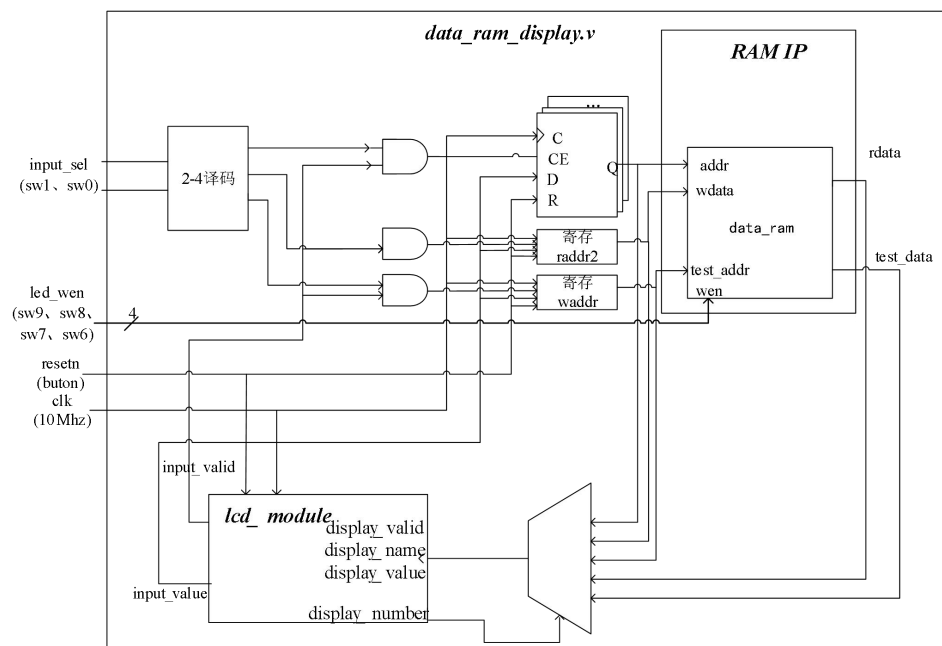 data_ram_display.v
RAM IP
...
C
CE
D
Q
R
input_sel
(sw1、sw0)
2-4译码
addr
wdata
data_ram
rdata
寄存
raddr2
test_addr
wen
test_data
寄存
waddr
led_wen
(sw9、sw8、
sw7、sw6)
4
resetn
(buton)
clk
(10Mhz)
input_valid
lcd_ module
display_valid
display_name
display_value
input_value
display_number